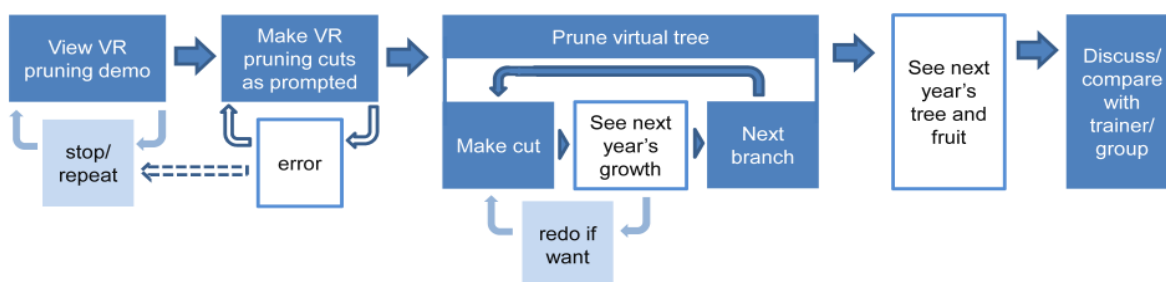 View VR
pruning demo
stop/
repeat
Make VR
pruning cuts
as prompted
error
Prune virtual tree
Make cut
See next
year's
growth
Next
branch
redo if
want
See next
year's
tree and
fruit
Discuss/
compare
with
trainer/
group